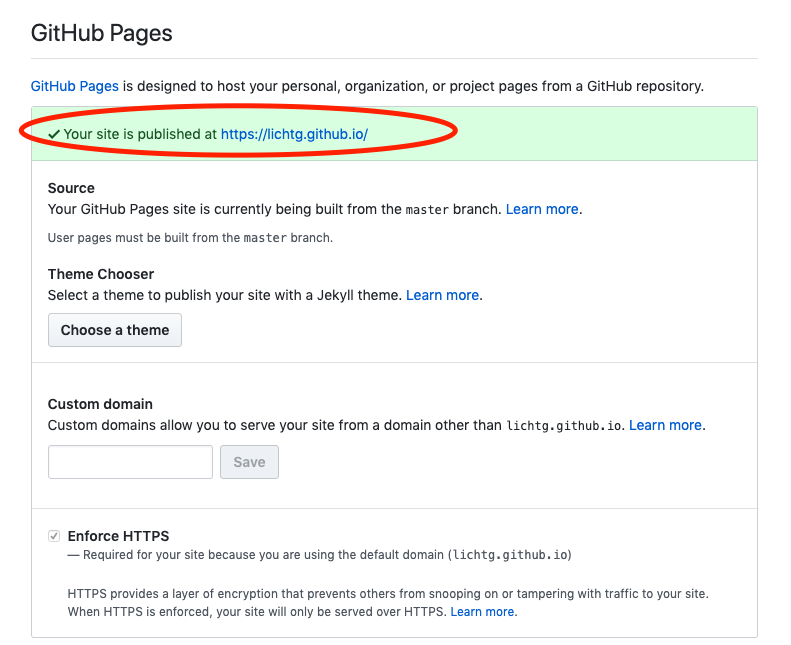 GitHub Pages
GitHub Pages is designed to host your personal, organization, or project pages from a GitHub repository.
✓ Your site is published at https://lichtg.github.io/
Source
Your GitHub Pages site is currently being built from the master branch. Learn more.
User pages must be built from the master branch.
Theme Chooser
Select a theme to publish your site with a Jekyll theme. Learn more.
Choose a theme
Custom domain
Custom domains allow you to serve your site from a domain other than lichtg.github.io. Learn more.
Save
Enforce HTTPS
— Required for your site because you are using the default domain (lichtg.github.io)
HTTPS provides a layer of encryption that prevents others from snooping on or tampering with traffic to your site.
When HTTPS is enforced, your site will only be served over HTTPS. Learn more.